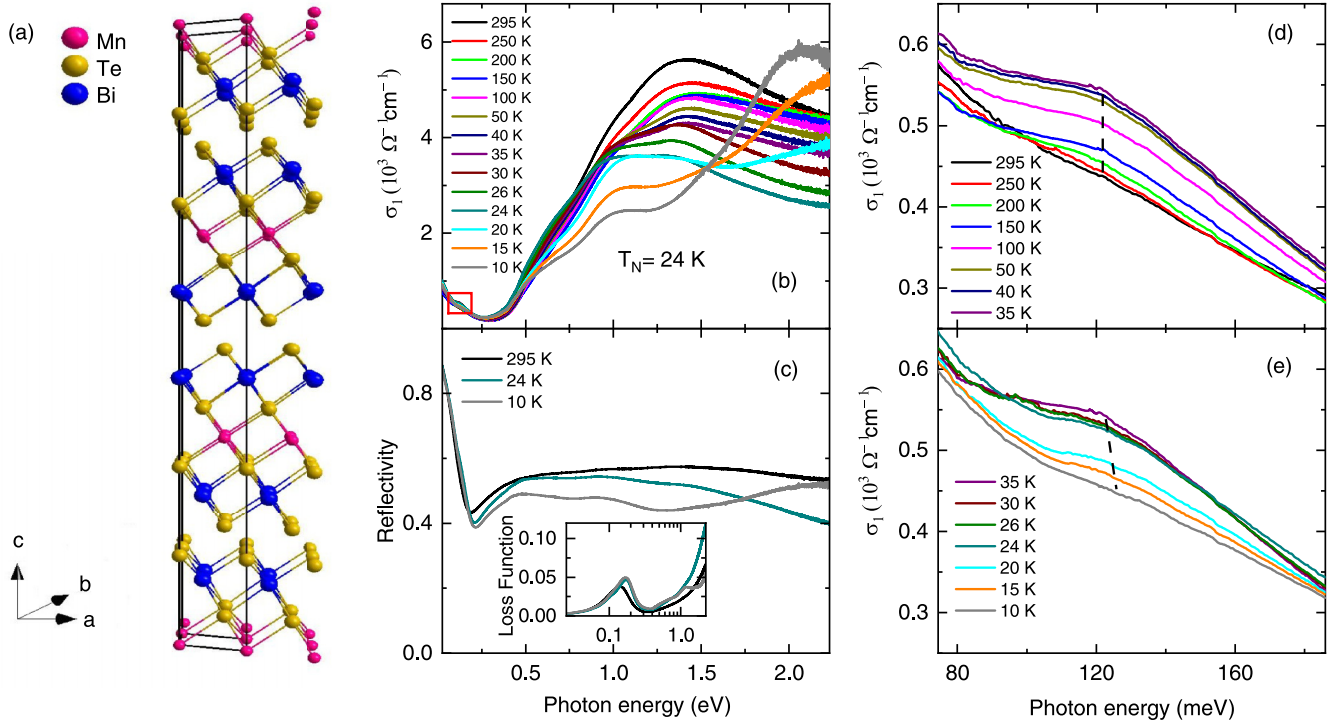 (a)
Mn
Te
Bi
c
b
a
σ₁ (10³ Ω⁻¹cm⁻¹)
6
4
2
295 K
250 K
200 K
150 K
100 K
50 K
40 K
35 K
30 K
26 K
24 K
20 K
15 K
10 K
T_N= 24 K
(b)
Reflectivity
0.8
0.4
0.0
295 K
24 K
10 K
(c)
Loss Function
0.10
0.05
0.00
0.1
1.0
0.5
1.0
1.5
2.0
Photon energy (eV)
(d)
σ₁ (10³ Ω⁻¹cm⁻¹)
0.6
0.5
0.4
0.3
295 K
250 K
200 K
150 K
100 K
50 K
40 K
35 K
(e)
σ₁ (10³ Ω⁻¹cm⁻¹)
0.6
0.5
0.4
0.3
35 K
30 K
26 K
24 K
20 K
15 K
10 K
80
120
160
Photon energy (meV)